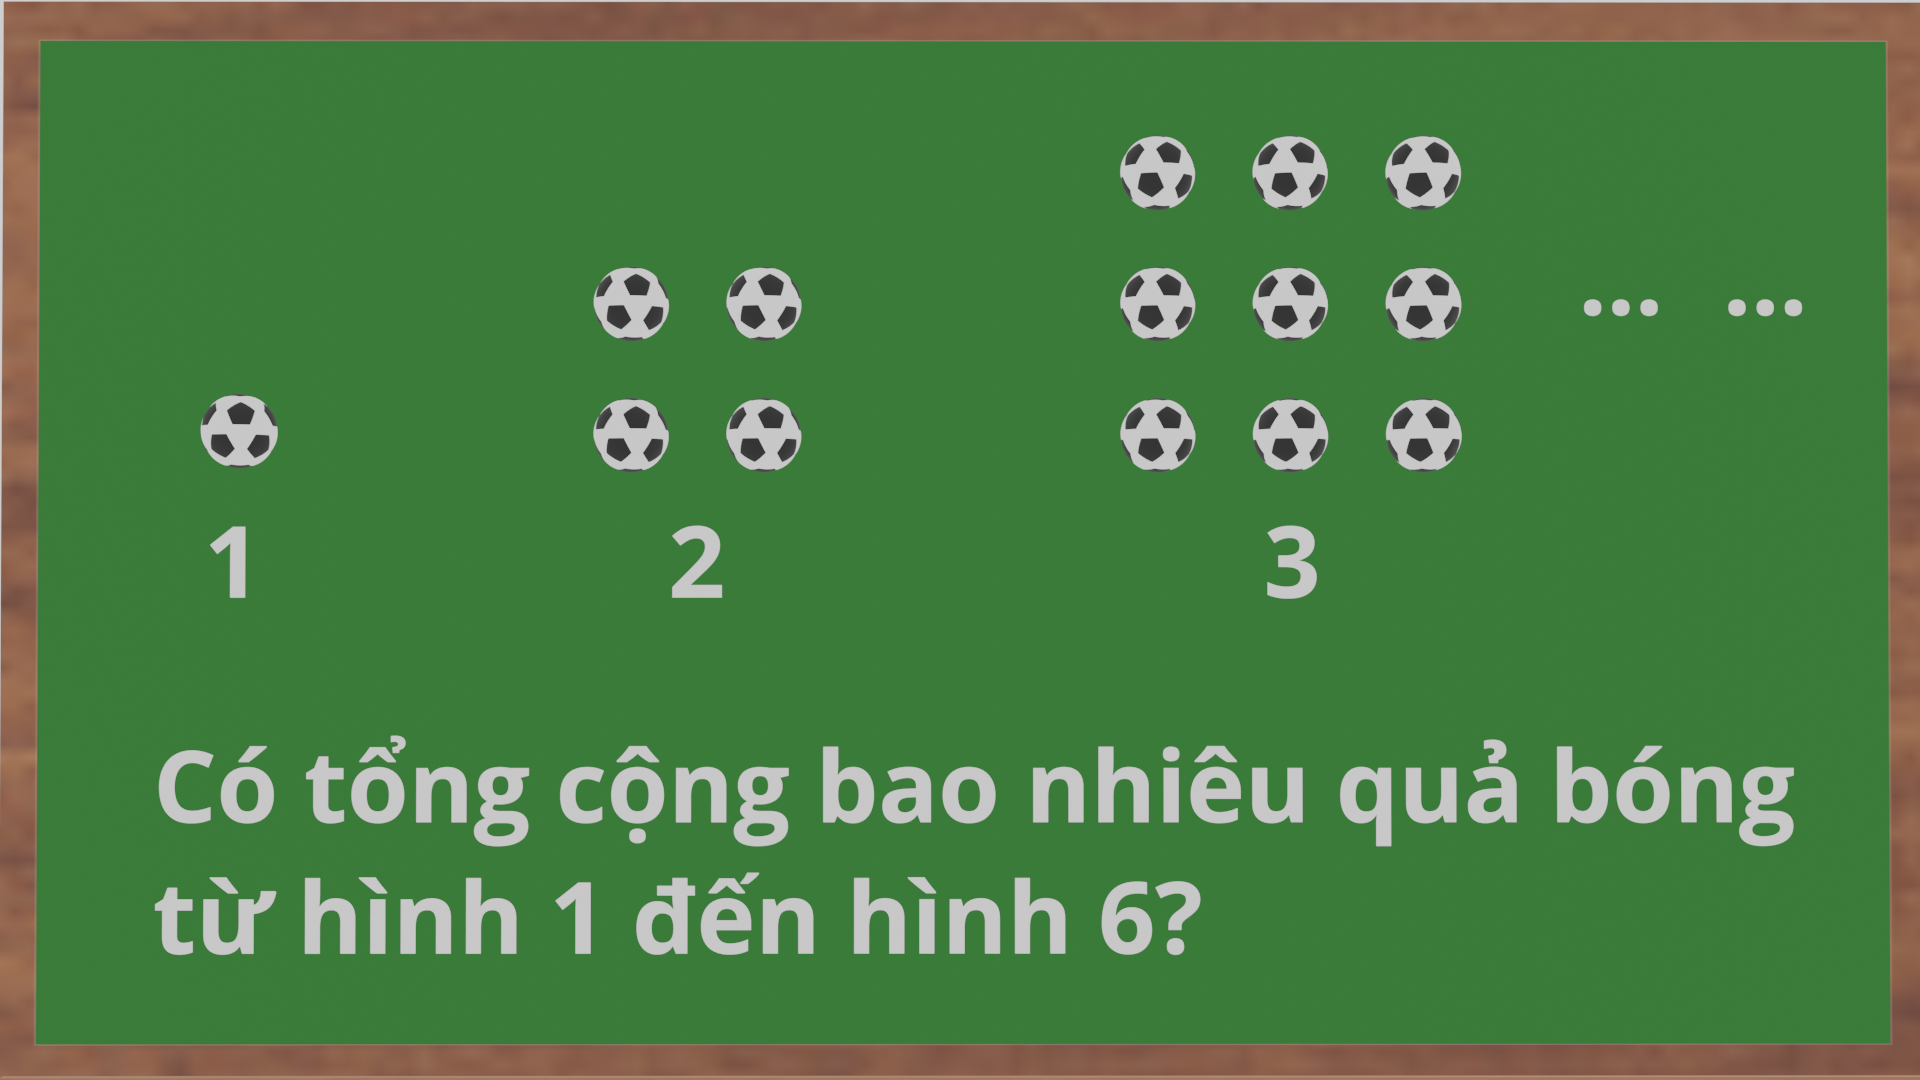 ... ...
1 2 3
Có tổng cộng bao nhiêu quả bóng
từ hình 1 đến hình 6?